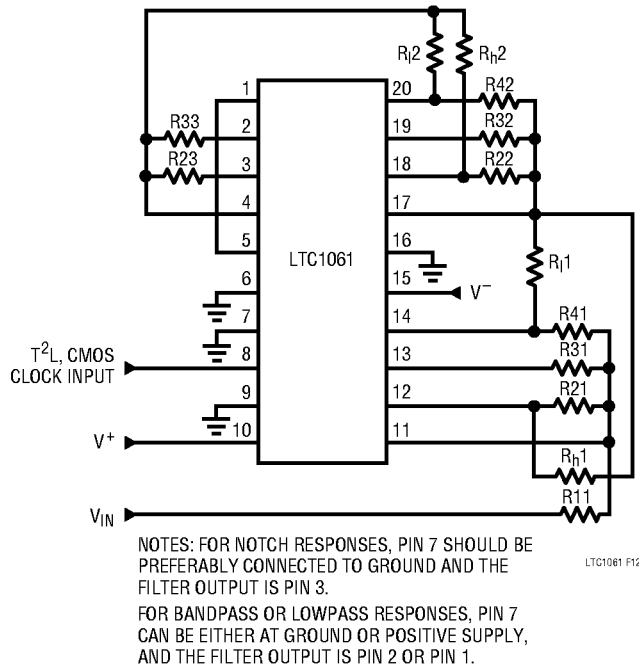 Rl2
Rh2
1
20
R42
R33
2
19
R32
R23
3
18
R22
4
17
5
16
LTC1061
Rl1
6
15
V−
7
14
R41
T²L, CMOS
CLOCK INPUT
8
13
R31
9
12
R21
V+
10
11
Rh1
R11
VIN
NOTES: FOR NOTCH RESPONSES, PIN 7 SHOULD BE
PREFERABLY CONNECTED TO GROUND AND THE
FILTER OUTPUT IS PIN 3.
LTC1061 F12
FOR BANDPASS OR LOWPASS RESPONSES, PIN 7
CAN BE EITHER AT GROUND OR POSITIVE SUPPLY,
AND THE FILTER OUTPUT IS PIN 2 OR PIN 1.